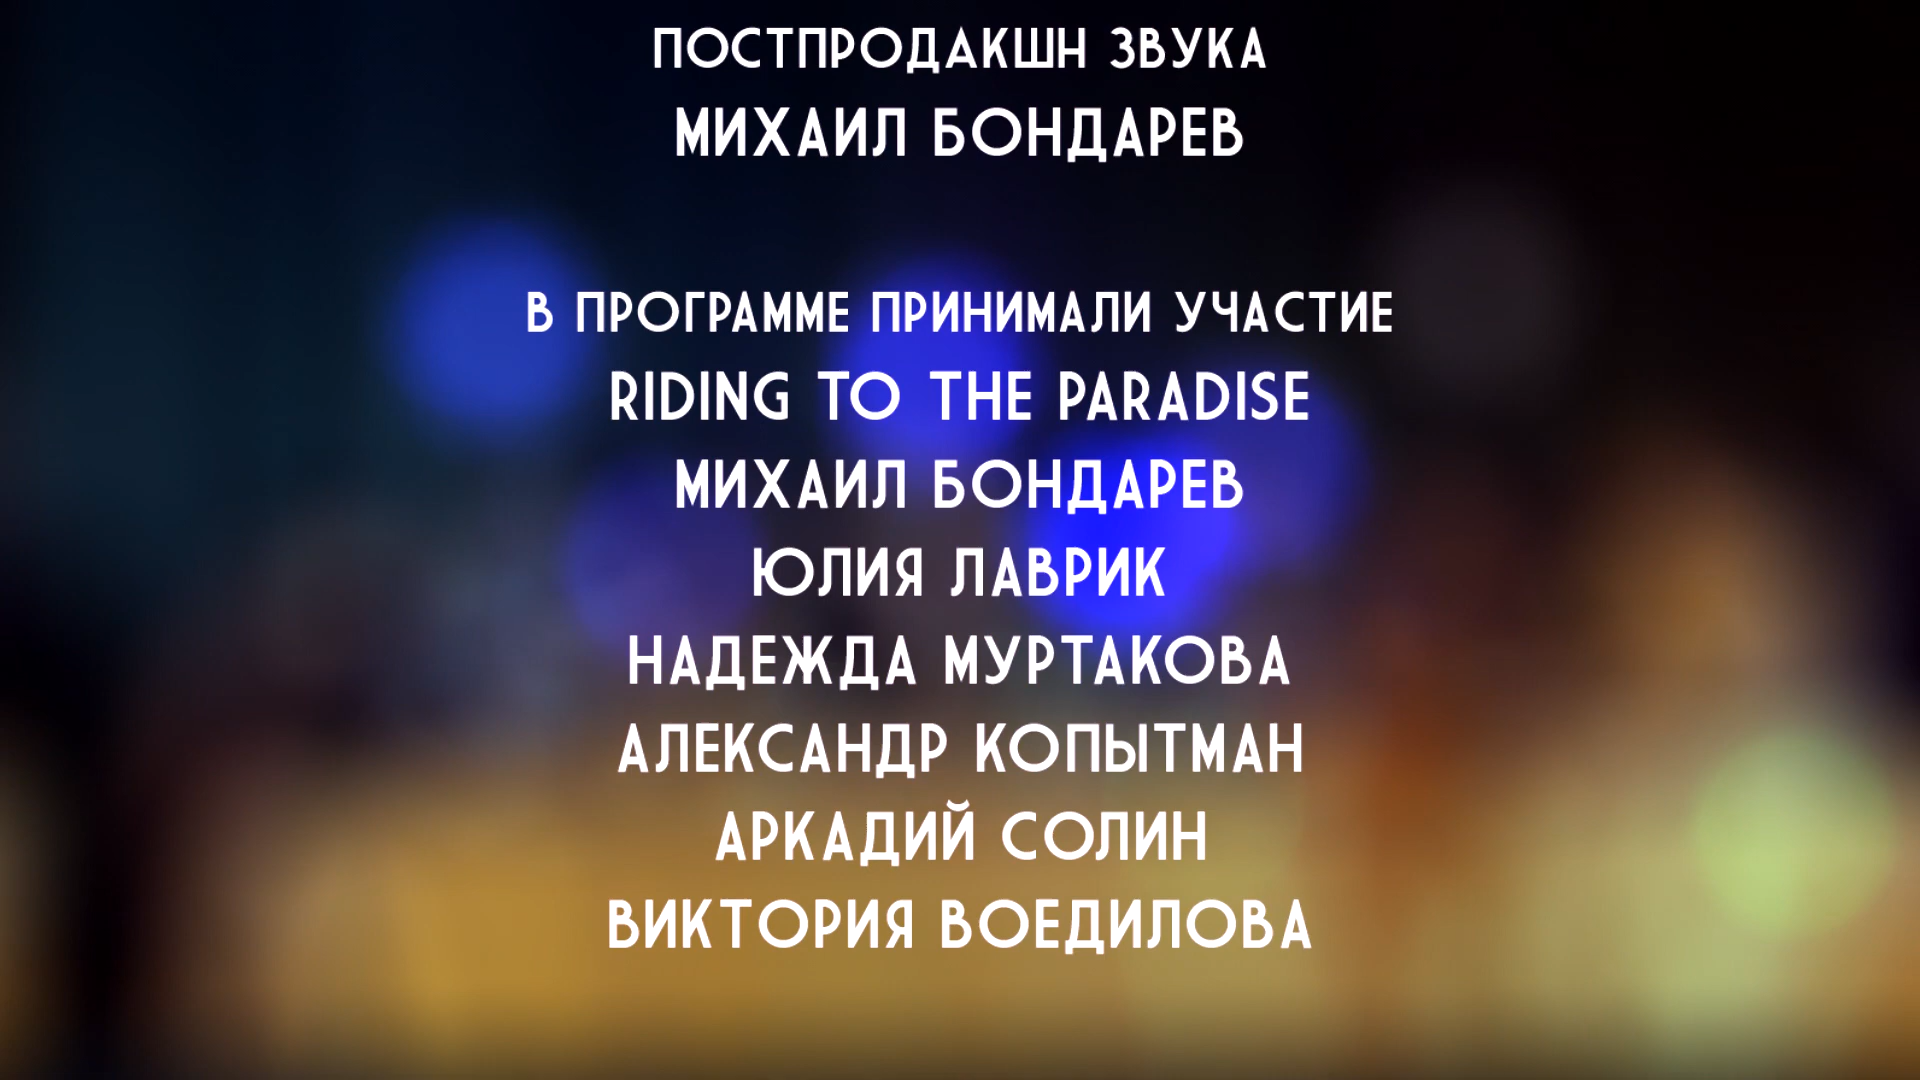 ПОСТПРОДАКШН ЗВУКА
МИХАИЛ БОНДАРЕВ
В ПРОГРАММЕ ПРИНИМАЛИ УЧАСТИЕ
RIDING TO THE PARADISE
МИХАИЛ БОНДАРЕВ
ЮЛИЯ ЛАВРИК
НАДЕЖДА МУРТАКОВА
АЛЕКСАНДР КОПЫТМАН
АРКАДИЙ СОЛИН
ВИКТОРИЯ ВОЕДИЛОВА